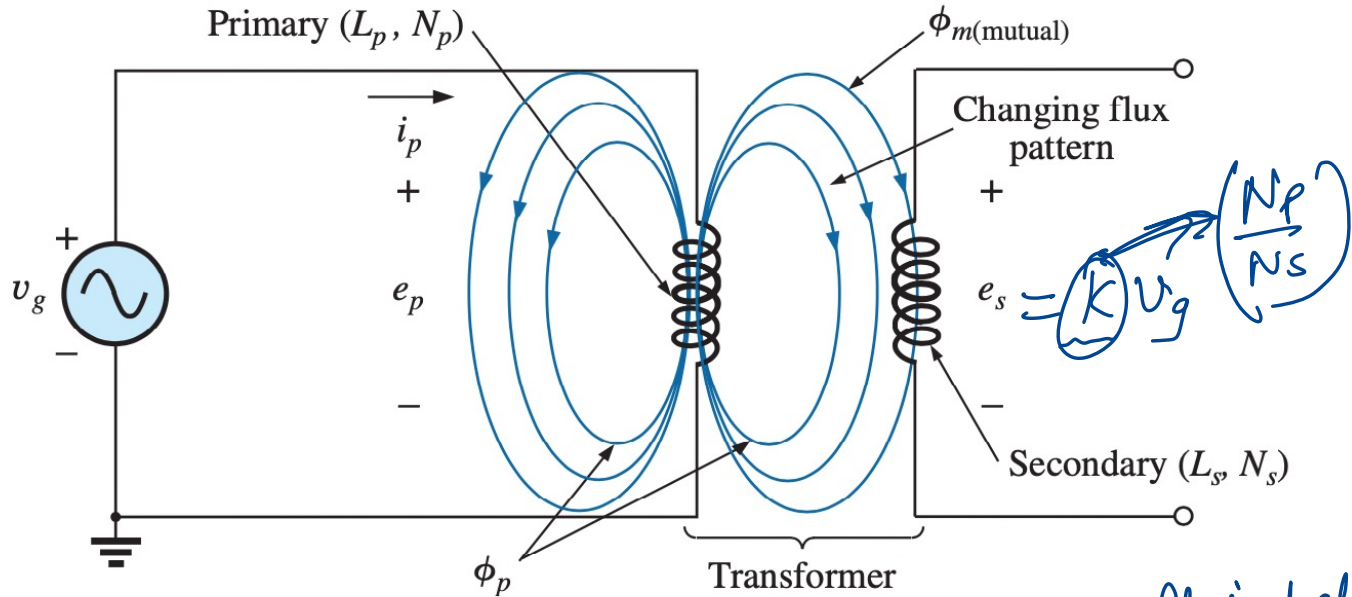 Primary (Lp, Np)
ϕm(mutual)
ip
Changing flux
pattern
+
+
+
vg
ep
es
= K vg (Np/Ns)
−
−
−
Secondary (Ls, Ns)
ϕp
Transformer